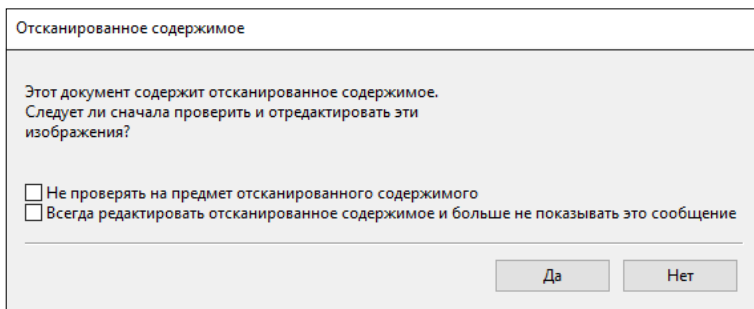 Отсканированное содержимое
Этот документ содержит отсканированное содержимое.
Следует ли сначала проверить и отредактировать эти
изображения?
Не проверять на предмет отсканированного содержимого
Всегда редактировать отсканированное содержимое и больше не показывать это сообщение
Да Нет